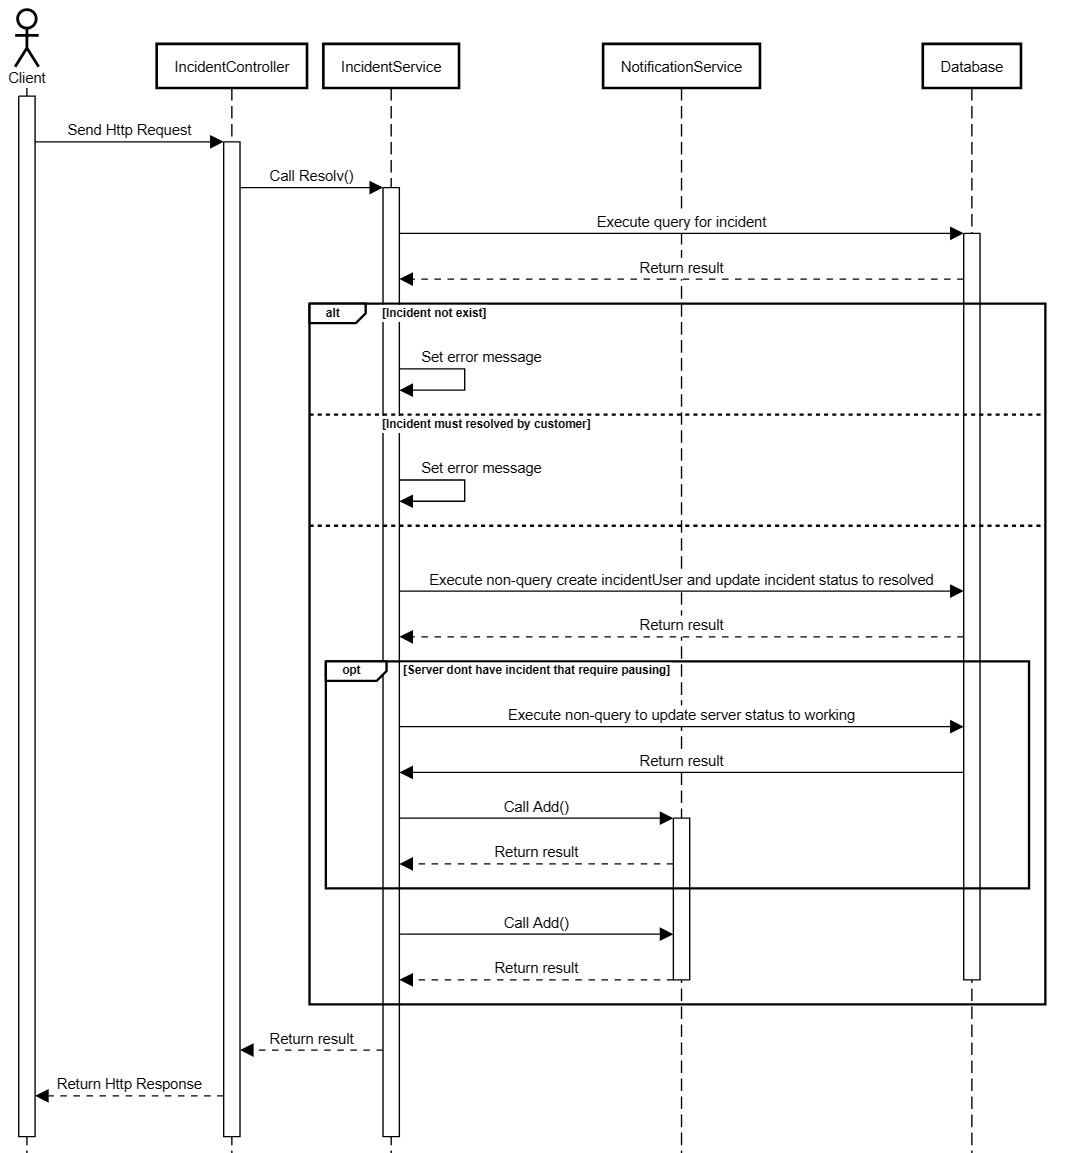 Client
IncidentController
IncidentService
NotificationService
Database
Send Http Request
Call Resolv()
Execute query for incident
Return result
alt
[Incident not exist]
Set error message
[Incident must resolved by customer]
Set error message
Execute non-query create incidentUser and update incident status to resolved
Return result
opt
[Server dont have incident that require pausing]
Execute non-query to update server status to working
Return result
Call Add()
Return result
Call Add()
Return result
Return result
Return Http Response